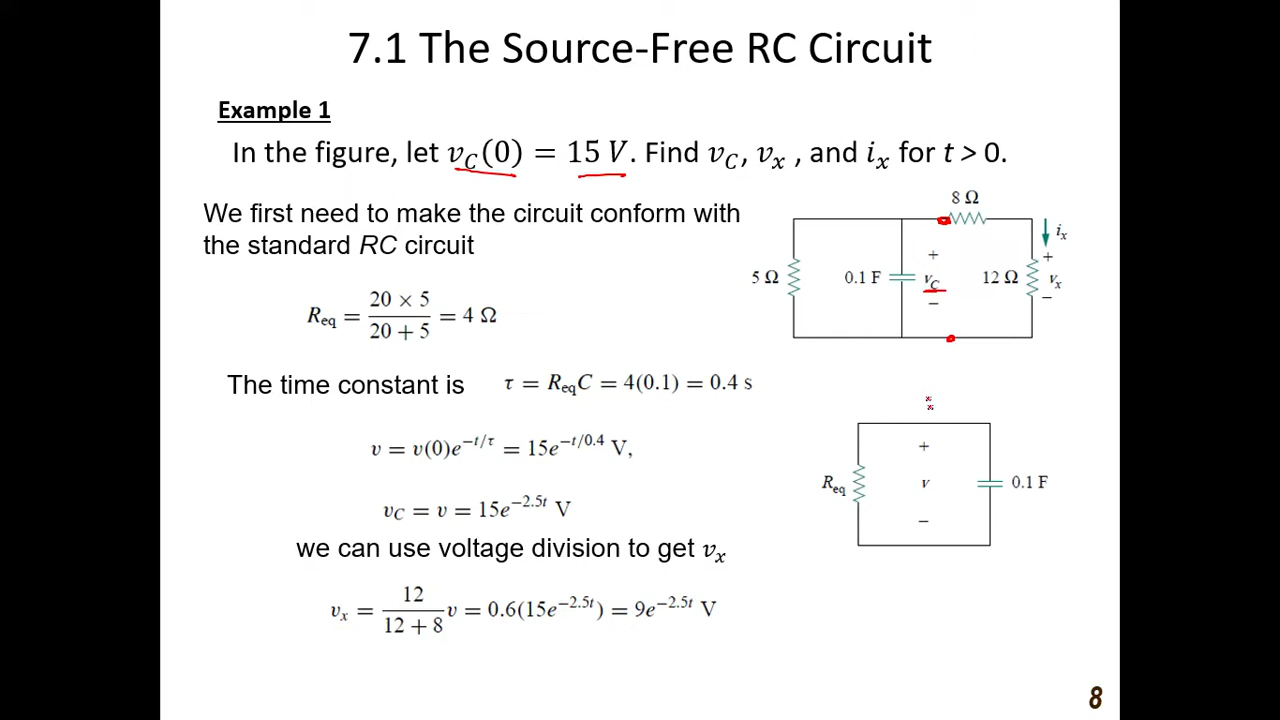 7.1 The Source-Free RC Circuit
Example 1
In the figure, let v_C(0) = 15 V. Find v_C, v_x , and i_x for t > 0.
We first need to make the circuit conform with
the standard RC circuit
R_eq = (20 × 5)/(20 + 5) = 4 Ω
The time constant is τ = R_eqC = 4(0.1) = 0.4 s
v = v(0)e^(−t/τ) = 15e^(−t/0.4) V,
v_C = v = 15e^(−2.5t) V
we can use voltage division to get v_x
v_x = 12/(12 + 8) v = 0.6(15e^(−2.5t)) = 9e^(−2.5t) V
8 Ω
i_x
+
+
5 Ω
0.1 F
v_C
12 Ω
v_x
−
−
+
R_eq
v
0.1 F
−
8